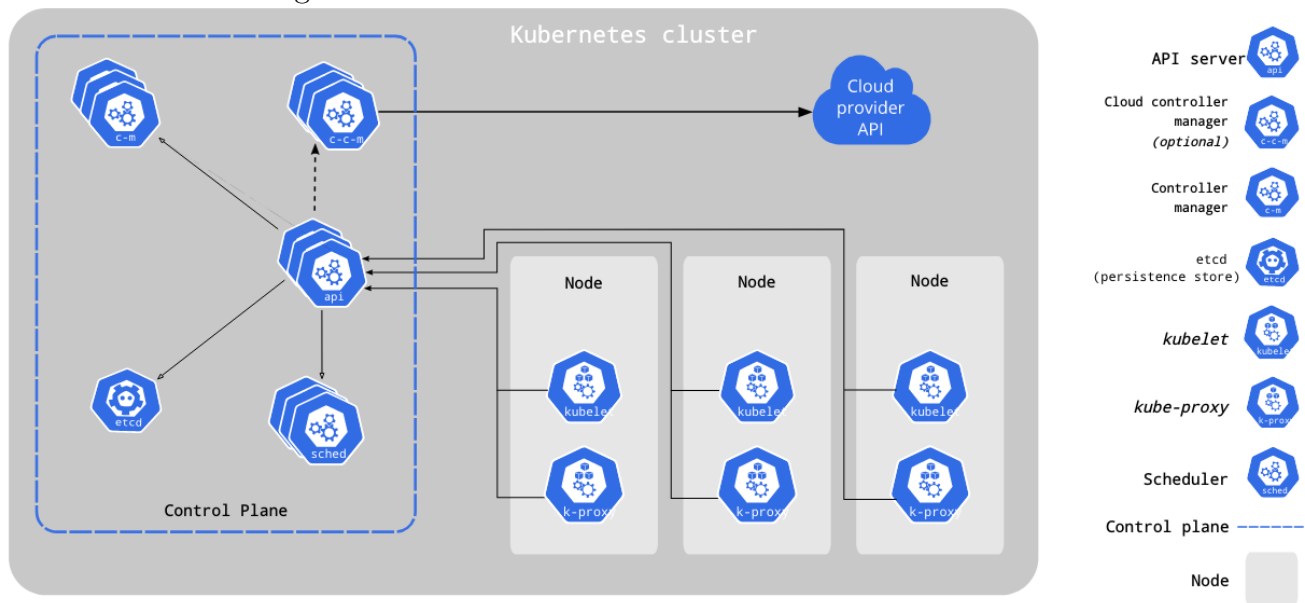 Kubernetes cluster
c-m
c-c-m
Cloud
provider
API
api
etcd
sched
Control Plane
Node
kubelet
k-proxy
Node
kubelet
k-proxy
Node
kubelet
k-proxy
API server
api
Cloud controller
manager
(optional)
c-c-m
Controller
manager
c-m
etcd
(persistence store)
etcd
kubelet
kubelet
kube-proxy
k-proxy
Scheduler
sched
Control plane
Node